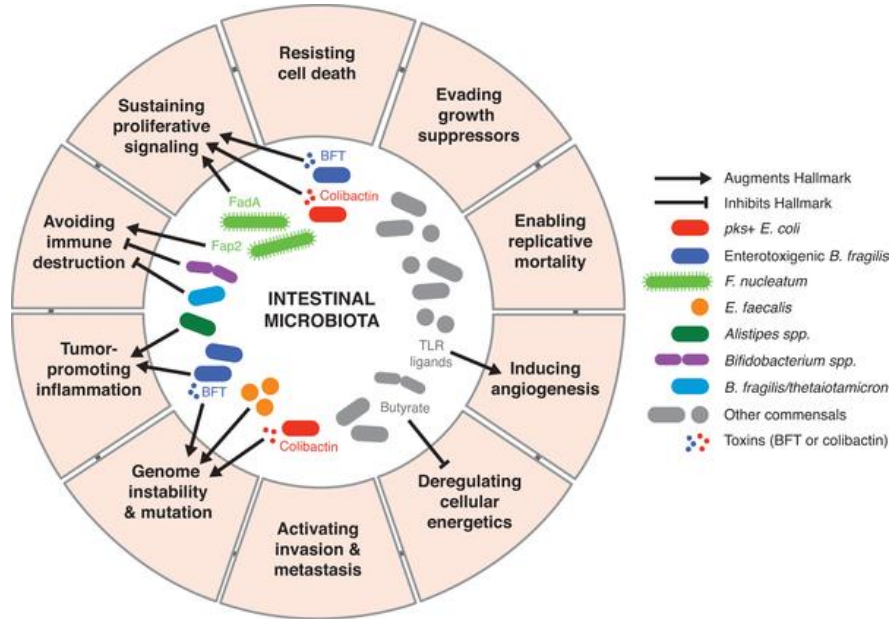 Resisting
cell death
Evading
growth
suppressors
Enabling
replicative
mortality
Inducing
angiogenesis
Deregulating
cellular
energetics
Activating
invasion &
metastasis
Genome
instability
& mutation
Tumor-
promoting
inflammation
Avoiding
immune
destruction
Sustaining
proliferative
signaling
BFT
Colibactin
FadA
Fap2
INTESTINAL
MICROBIOTA
TLR
ligands
Butyrate
BFT
Colibactin
Augments Hallmark
Inhibits Hallmark
pks+ E. coli
Enterotoxigenic B. fragilis
F. nucleatum
E. faecalis
Alistipes spp.
Bifidobacterium spp.
B. fragilis/thetaiotamicron
Other commensals
Toxins (BFT or colibactin)